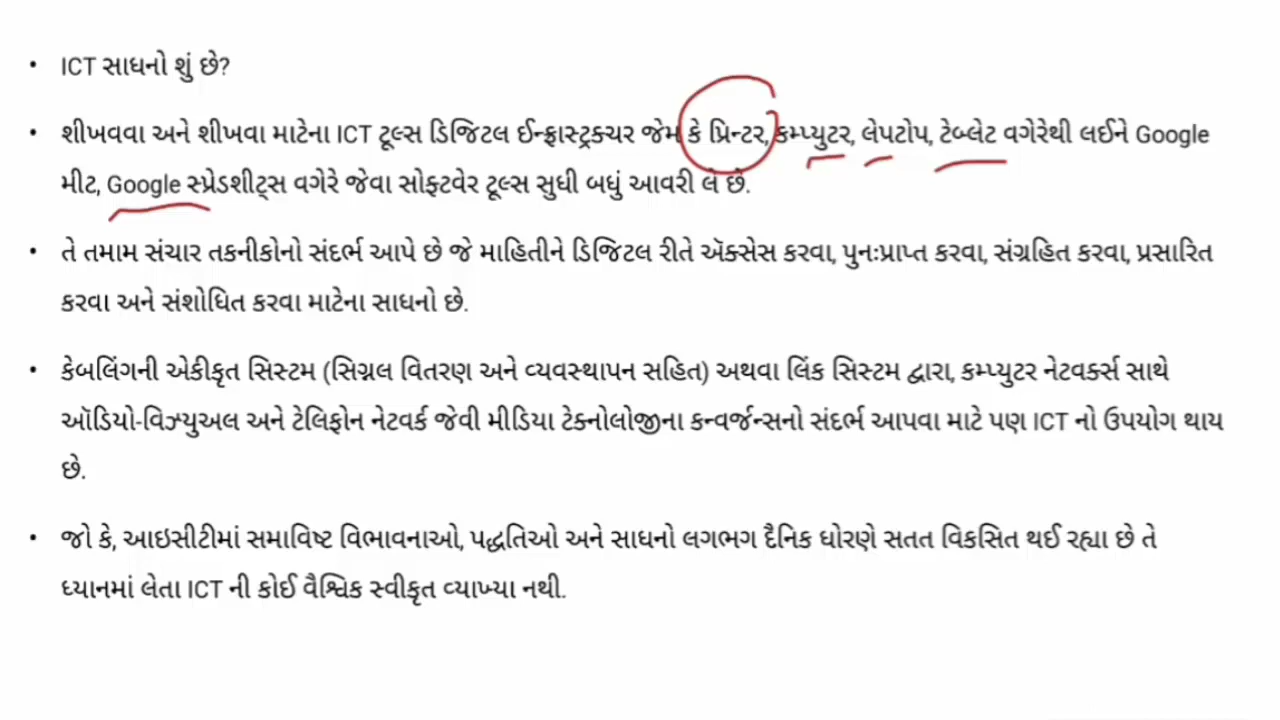 • ICT સાધનો શું છે?
• શીખવવા અને શીખવા માટેના ICT ટૂલ્સ ડિજિટલ ઈન્ફ્રાસ્ટ્રક્ચર જેમ કે પ્રિન્ટર, કમ્પ્યુટર, લેપટોપ, ટેબ્લેટ વગેરેથી લઈને Google
મીટ, Google સ્પ્રેડશીટ્સ વગેરે જેવા સોફ્ટવેર ટૂલ્સ સુધી બધું આવરી લે છે.
• તે તમામ સંચાર તકનીકોનો સંદર્ભ આપે છે જે માહિતીને ડિજિટલ રીતે ઍક્સેસ કરવા, પુનઃપ્રાપ્ત કરવા, સંગ્રહિત કરવા, પ્રસારિત
કરવા અને સંશોધિત કરવા માટેના સાધનો છે.
• કેબલિંગની એકીકૃત સિસ્ટમ (સિગ્નલ વિતરણ અને વ્યવસ્થાપન સહિત) અથવા લિંક સિસ્ટમ દ્વારા, કમ્પ્યુટર નેટવર્ક્સ સાથે
ઑડિયો-વિઝ્યુઅલ અને ટેલિફોન નેટવર્ક જેવી મીડિયા ટેક્નોલોજીના કન્વર્જન્સનો સંદર્ભ આપવા માટે પણ ICT નો ઉપયોગ થાય
છે.
• જો કે, આઇસીટીમાં સમાવિષ્ટ વિભાવનાઓ, પદ્ધતિઓ અને સાધનો લગભગ દૈનિક ધોરણે સતત વિકસિત થઈ રહ્યા છે તે
ધ્યાનમાં લેતા ICT ની કોઈ વૈશ્વિક સ્વીકૃત વ્યાખ્યા નથી.